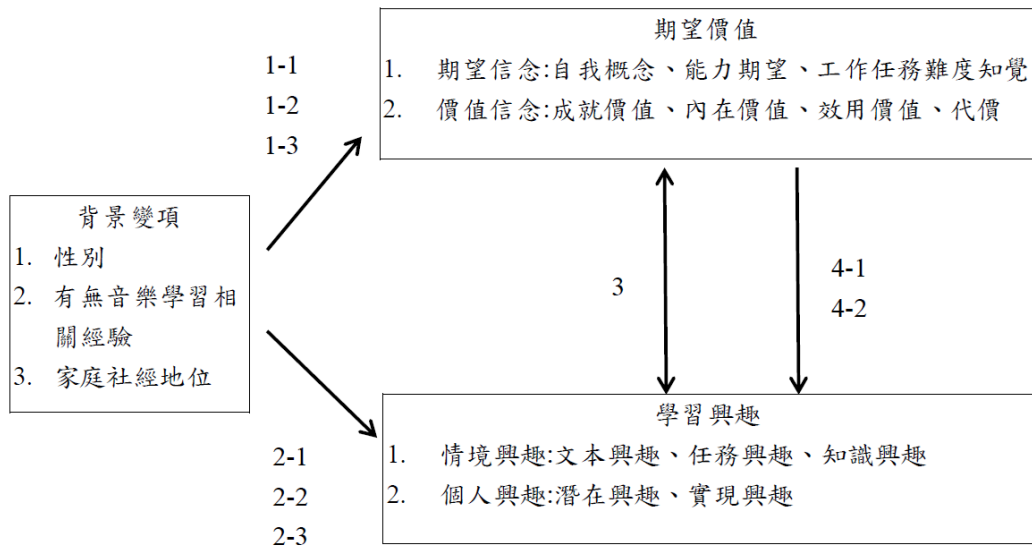 期望價值
1. 期望信念:自我概念、能力期望、工作任務難度知覺
2. 價值信念:成就價值、內在價值、效用價值、代價
1-1
1-2
1-3
背景變項
1. 性別
2. 有無音樂學習相
關經驗
3. 家庭社經地位
3
4-1
4-2
2-1
2-2
2-3
學習興趣
1. 情境興趣:文本興趣、任務興趣、知識興趣
2. 個人興趣:潛在興趣、實現興趣